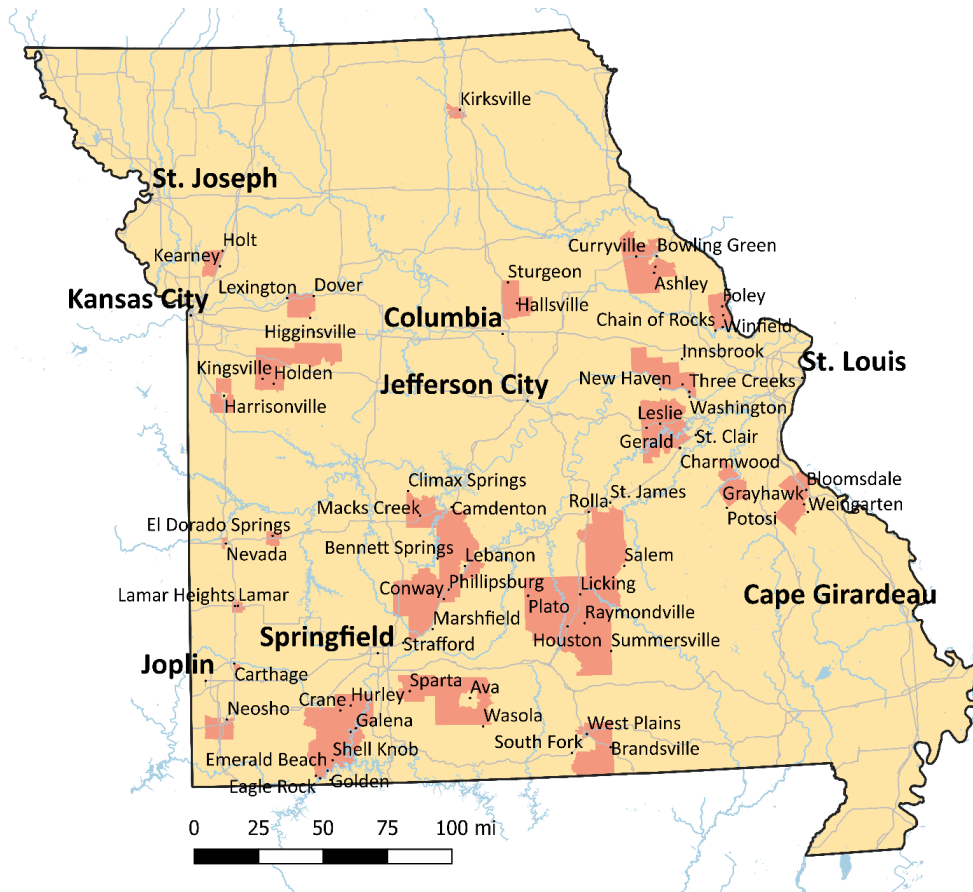 Kirksville
St. Joseph
Holt
Kearney
Curryville
Bowling Green
Ashley
Sturgeon
Hallsville
Lexington
Dover
Kansas City
Higginsville
Columbia
Foley
Chain of Rocks
Winfield
Innsbrook
St. Louis
Kingsville
Holden
Harrisonville
Jefferson City
New Haven
Three Creeks
Washington
Leslie
Gerald
St. Clair
Charmwood
Climax Springs
Macks Creek
Camdenton
Rolla
St. James
Grayhawk
Potosi
Bloomsdale
Weingarten
El Dorado Springs
Nevada
Bennett Springs
Lebanon
Salem
Lamar Heights
Lamar
Conway
Phillipsburg
Licking
Plato
Raymondville
Cape Girardeau
Marshfield
Springfield
Strafford
Houston
Summersville
Joplin
Carthage
Sparta
Ava
Neosho
Crane
Hurley
Galena
Wasola
West Plains
South Fork
Brandsville
Shell Knob
Emerald Beach
Eagle Rock
Golden
0 25 50 75 100 mi